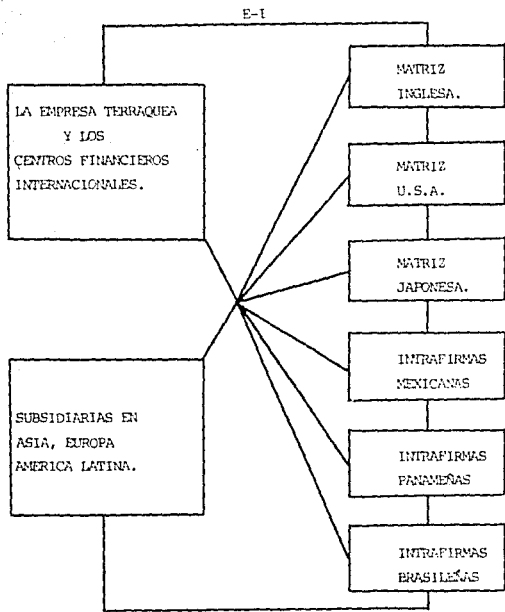 E-I
LA EMPRESA TERRAQUEA
Y LOS
CENTROS FINANCIEROS
INTERNACIONALES.
SUBSIDIARIAS EN
ASIA, EUROPA
AMERICA LATINA.
MATRIZ
INGLESA.
MATRIZ
U.S.A.
MATRIZ
JAPONESA.
INTRAFIRMAS
MEXICANAS
INTRAFIRMAS
PANAMEÑAS
INTRAFIRMAS
BRASILEÑAS